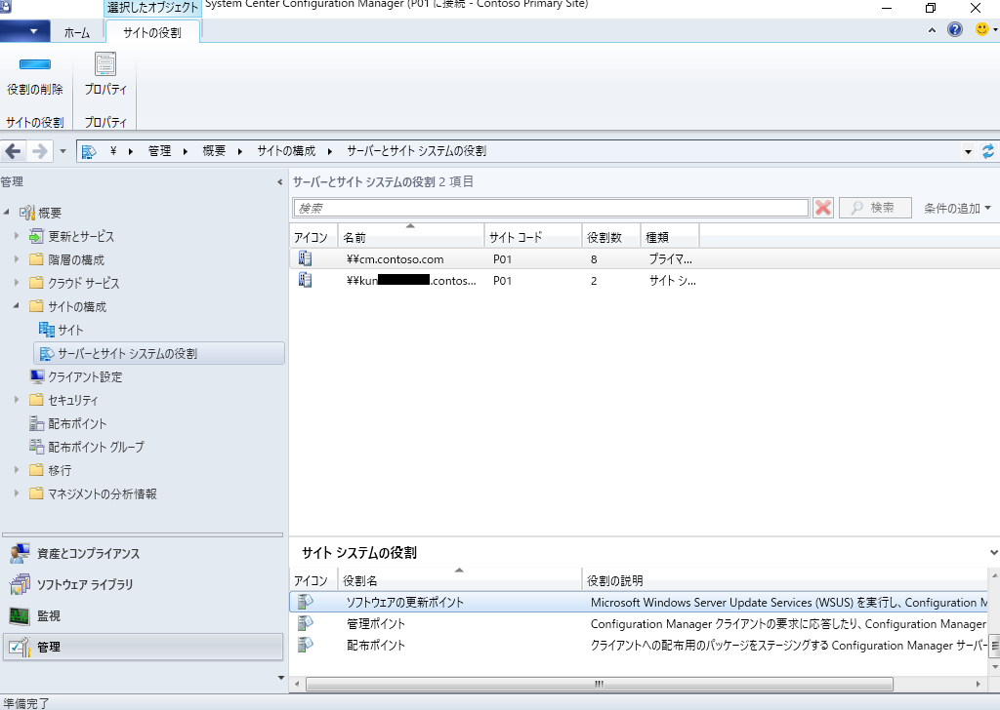 選択したオブジェクト
System Center Configuration Manager (P01 に接続 - Contoso Primary Site)
ホーム
サイトの役割
役割の削除
プロパティ
サイトの役割
プロパティ
¥ 管理 概要 サイトの構成 サーバーとサイト システムの役割
管理
サーバーとサイト システムの役割 2 項目
概要
検索
検索
条件の追加
更新とサービス
アイコン 名前 サイト コード 役割数 種類
階層の構成
¥¥cm.contoso.com P01 8 プライマ...
クラウド サービス
¥¥kun .contos... P01 2 サイト シ...
サイトの構成
サイト
サーバーとサイト システムの役割
クライアント設定
セキュリティ
配布ポイント
配布ポイント グループ
移行
マネジメントの分析情報
資産とコンプライアンス
ソフトウェア ライブラリ
監視
管理
サイト システムの役割
アイコン 役割名 役割の説明
ソフトウェアの更新ポイント Microsoft Windows Server Update Services (WSUS) を実行し、Configuration M
管理ポイント Configuration Manager クライアントの要求に応答したり、Configuration Manager
配布ポイント クライアントへの配布用のパッケージをステージングする Configuration Manager サーバー
準備完了